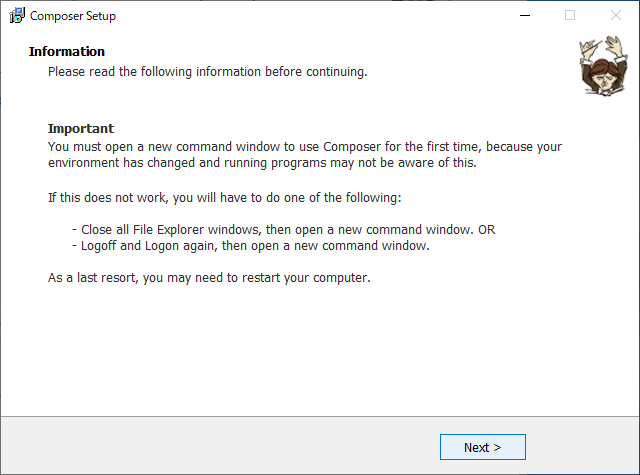 Composer Setup
Information
Please read the following information before continuing.
Important
You must open a new command window to use Composer for the first time, because your
environment has changed and running programs may not be aware of this.
If this does not work, you will have to do one of the following:
- Close all File Explorer windows, then open a new command window. OR
- Logoff and Logon again, then open a new command window.
As a last resort, you may need to restart your computer.
Next >